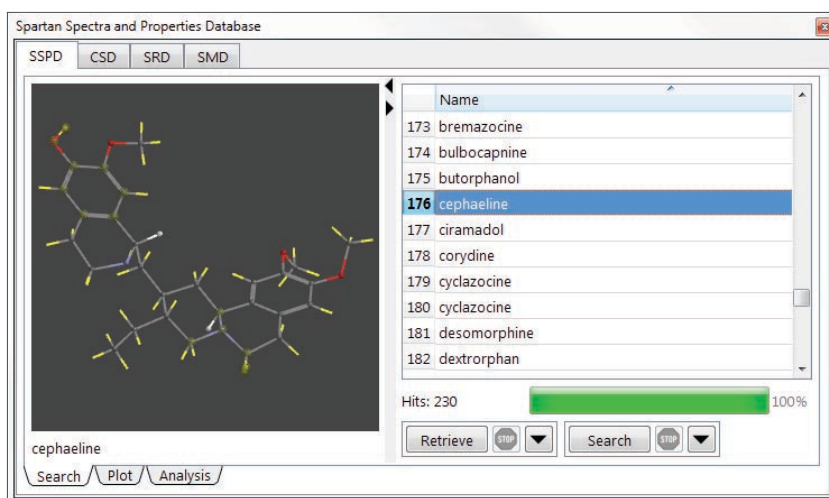 Spartan Spectra and Properties Database
SSPD CSD SRD SMD
Name
173 bremazocine
174 bulbocapnine
175 butorphanol
176 cephaeline
177 ciramadol
178 corydine
179 cyclazocine
180 cyclazocine
181 desomorphine
182 dextrorphan
Hits: 230 100%
Retrieve STOP Search STOP
cephaeline
Search Plot Analysis